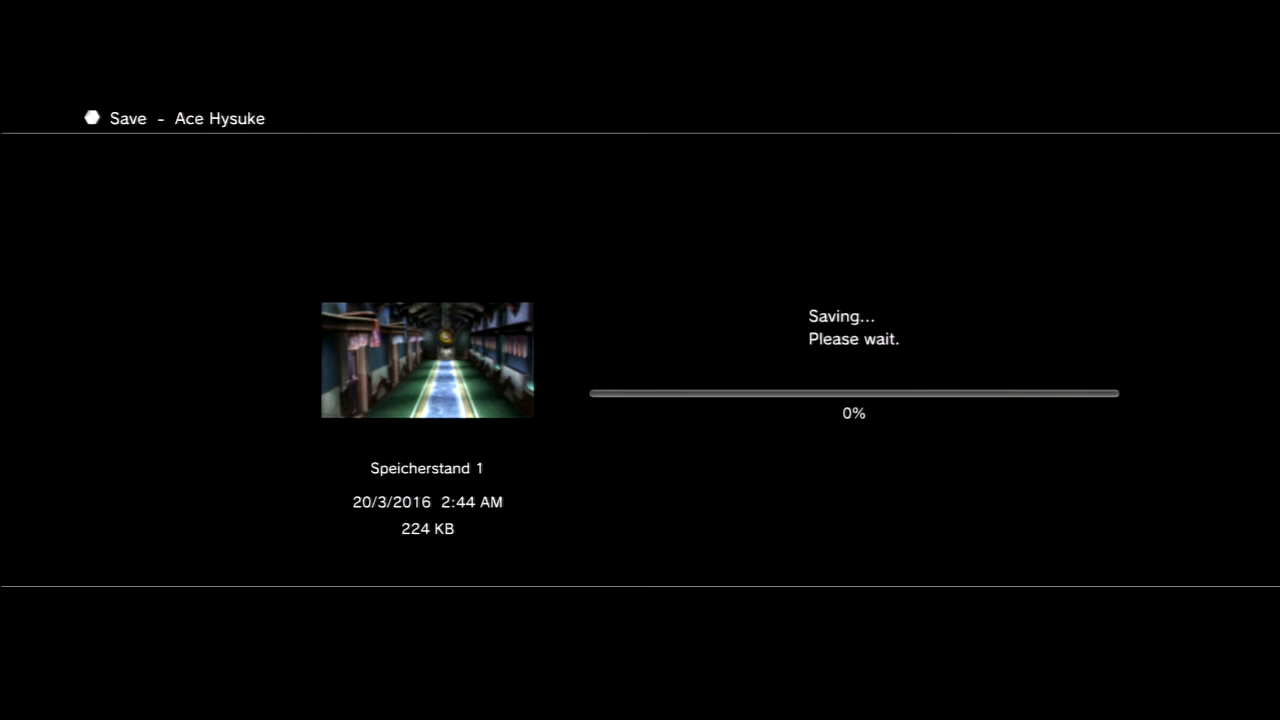 Save - Ace Hysuke
Saving...
Please wait.
0%
Speicherstand 1
20/3/2016 2:44 AM
224 KB